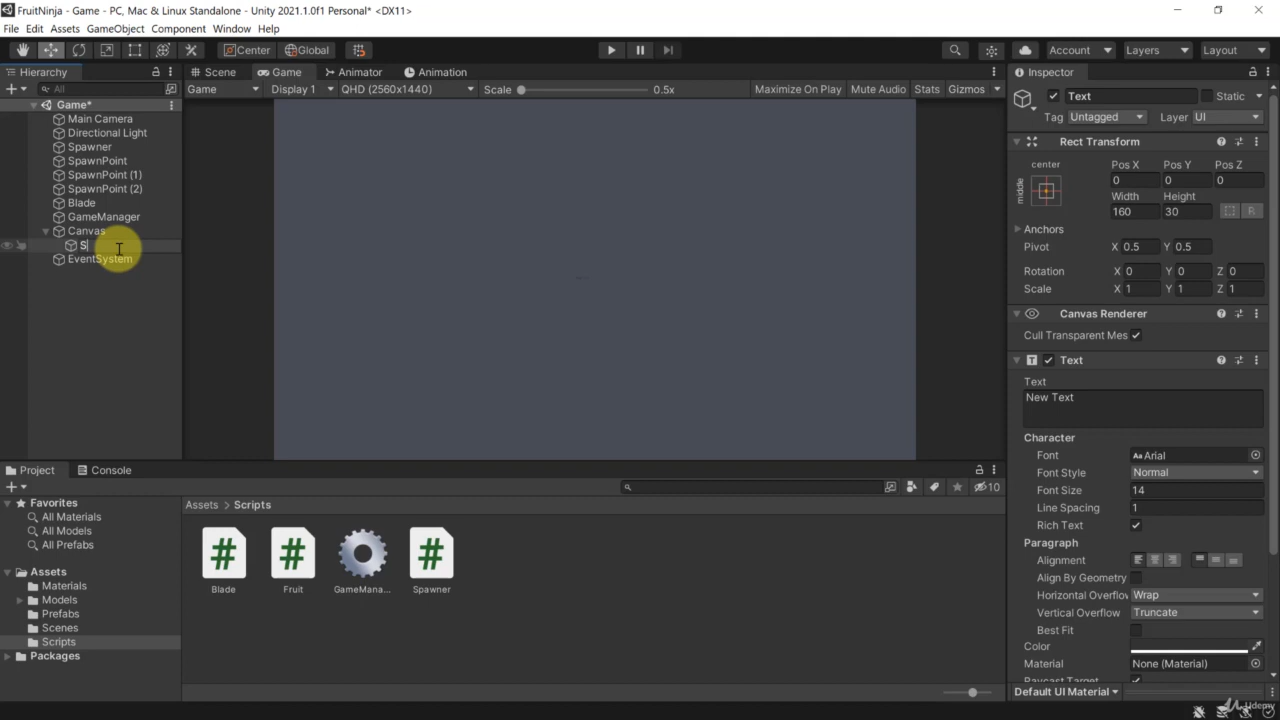 FruitNinja - Game - PC, Mac & Linux Standalone - Unity 2021.1.0f1 Personal* <DX11>
File Edit Assets GameObject Component Window Help
Center Global Account Layers Layout
Hierarchy Scene Game Animator Animation Inspector
All Game Display 1 QHD (2560x1440) Scale 0.5x Maximize On Play Mute Audio Stats Gizmos
Text Static
Tag Untagged Layer UI
Game*
Main Camera
Directional Light
Spawner
SpawnPoint
SpawnPoint (1)
SpawnPoint (2)
Blade
GameManager
Canvas
S
EventSystem
Rect Transform
center Pos X Pos Y Pos Z
middle 0 0 0
Width Height
160 30 R
Anchors
Pivot X 0.5 Y 0.5
Rotation X 0 Y 0 Z 0
Scale X 1 Y 1 Z 1
Canvas Renderer
Cull Transparent Mes
T Text
Text
New Text
Character
Font Aa Arial
Font Style Normal
Font Size 14
Line Spacing 1
Rich Text
Paragraph
Alignment
Align By Geometry
Horizontal Overflow Wrap
Vertical Overflow Truncate
Best Fit
Color
Material None (Material)
Raycast Target
Default UI Material
Project Console
10
Favorites
All Materials
All Models
All Prefabs
Assets
Materials
Models
Prefabs
Scenes
Scripts
Packages
Assets > Scripts
# # #
Blade Fruit GameMana... Spawner
Udemy